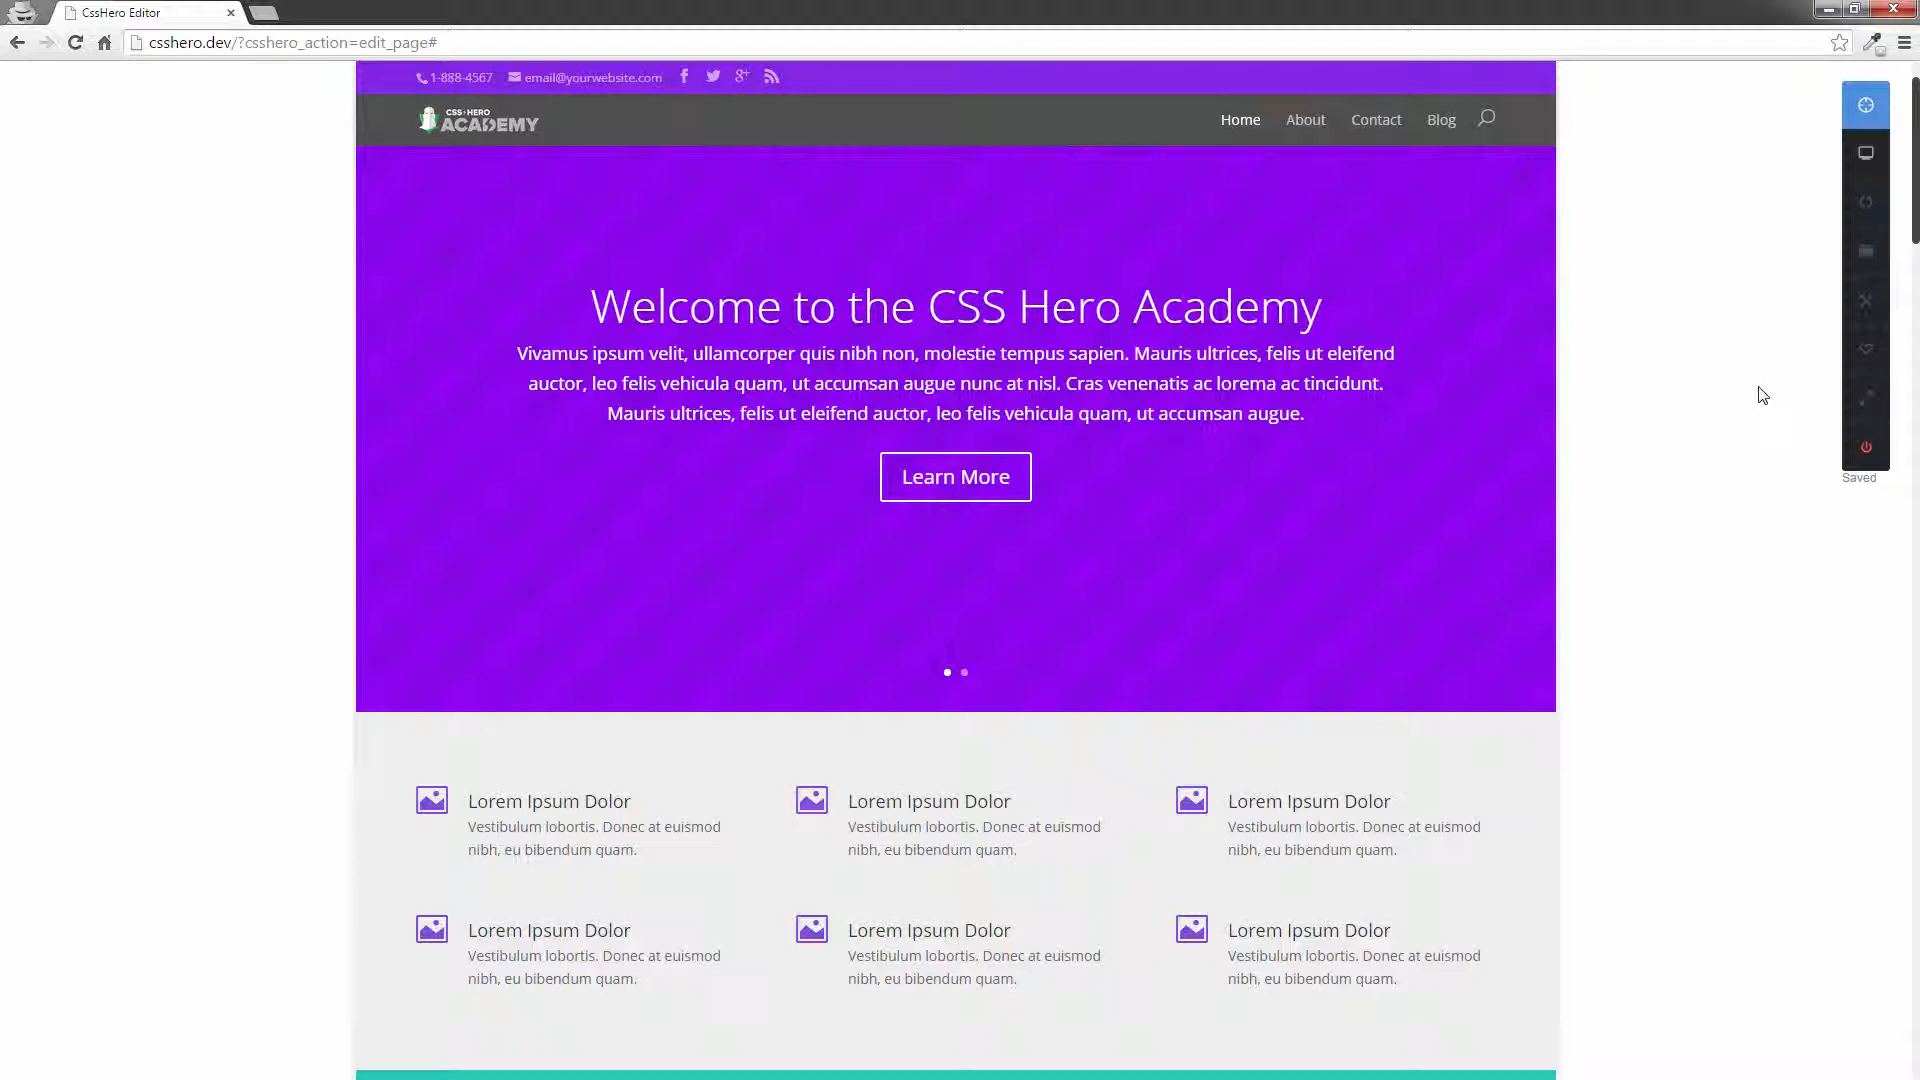 CssHero Editor
csshero.dev/?csshero_action=edit_page#
1-888-4567 email@yourwebsite.com
CSS HERO
ACADEMY
Home About Contact Blog
Welcome to the CSS Hero Academy
Vivamus ipsum velit, ullamcorper quis nibh non, molestie tempus sapien. Mauris ultrices, felis ut eleifend
auctor, leo felis vehicula quam, ut accumsan augue nunc at nisl. Cras venenatis ac lorema ac tincidunt.
Mauris ultrices, felis ut eleifend auctor, leo felis vehicula quam, ut accumsan augue.
Learn More
Saved
Lorem Ipsum Dolor Lorem Ipsum Dolor Lorem Ipsum Dolor
Vestibulum lobortis. Donec at euismod Vestibulum lobortis. Donec at euismod Vestibulum lobortis. Donec at euismod
nibh, eu bibendum quam. nibh, eu bibendum quam. nibh, eu bibendum quam.
Lorem Ipsum Dolor Lorem Ipsum Dolor Lorem Ipsum Dolor
Vestibulum lobortis. Donec at euismod Vestibulum lobortis. Donec at euismod Vestibulum lobortis. Donec at euismod
nibh, eu bibendum quam. nibh, eu bibendum quam. nibh, eu bibendum quam.